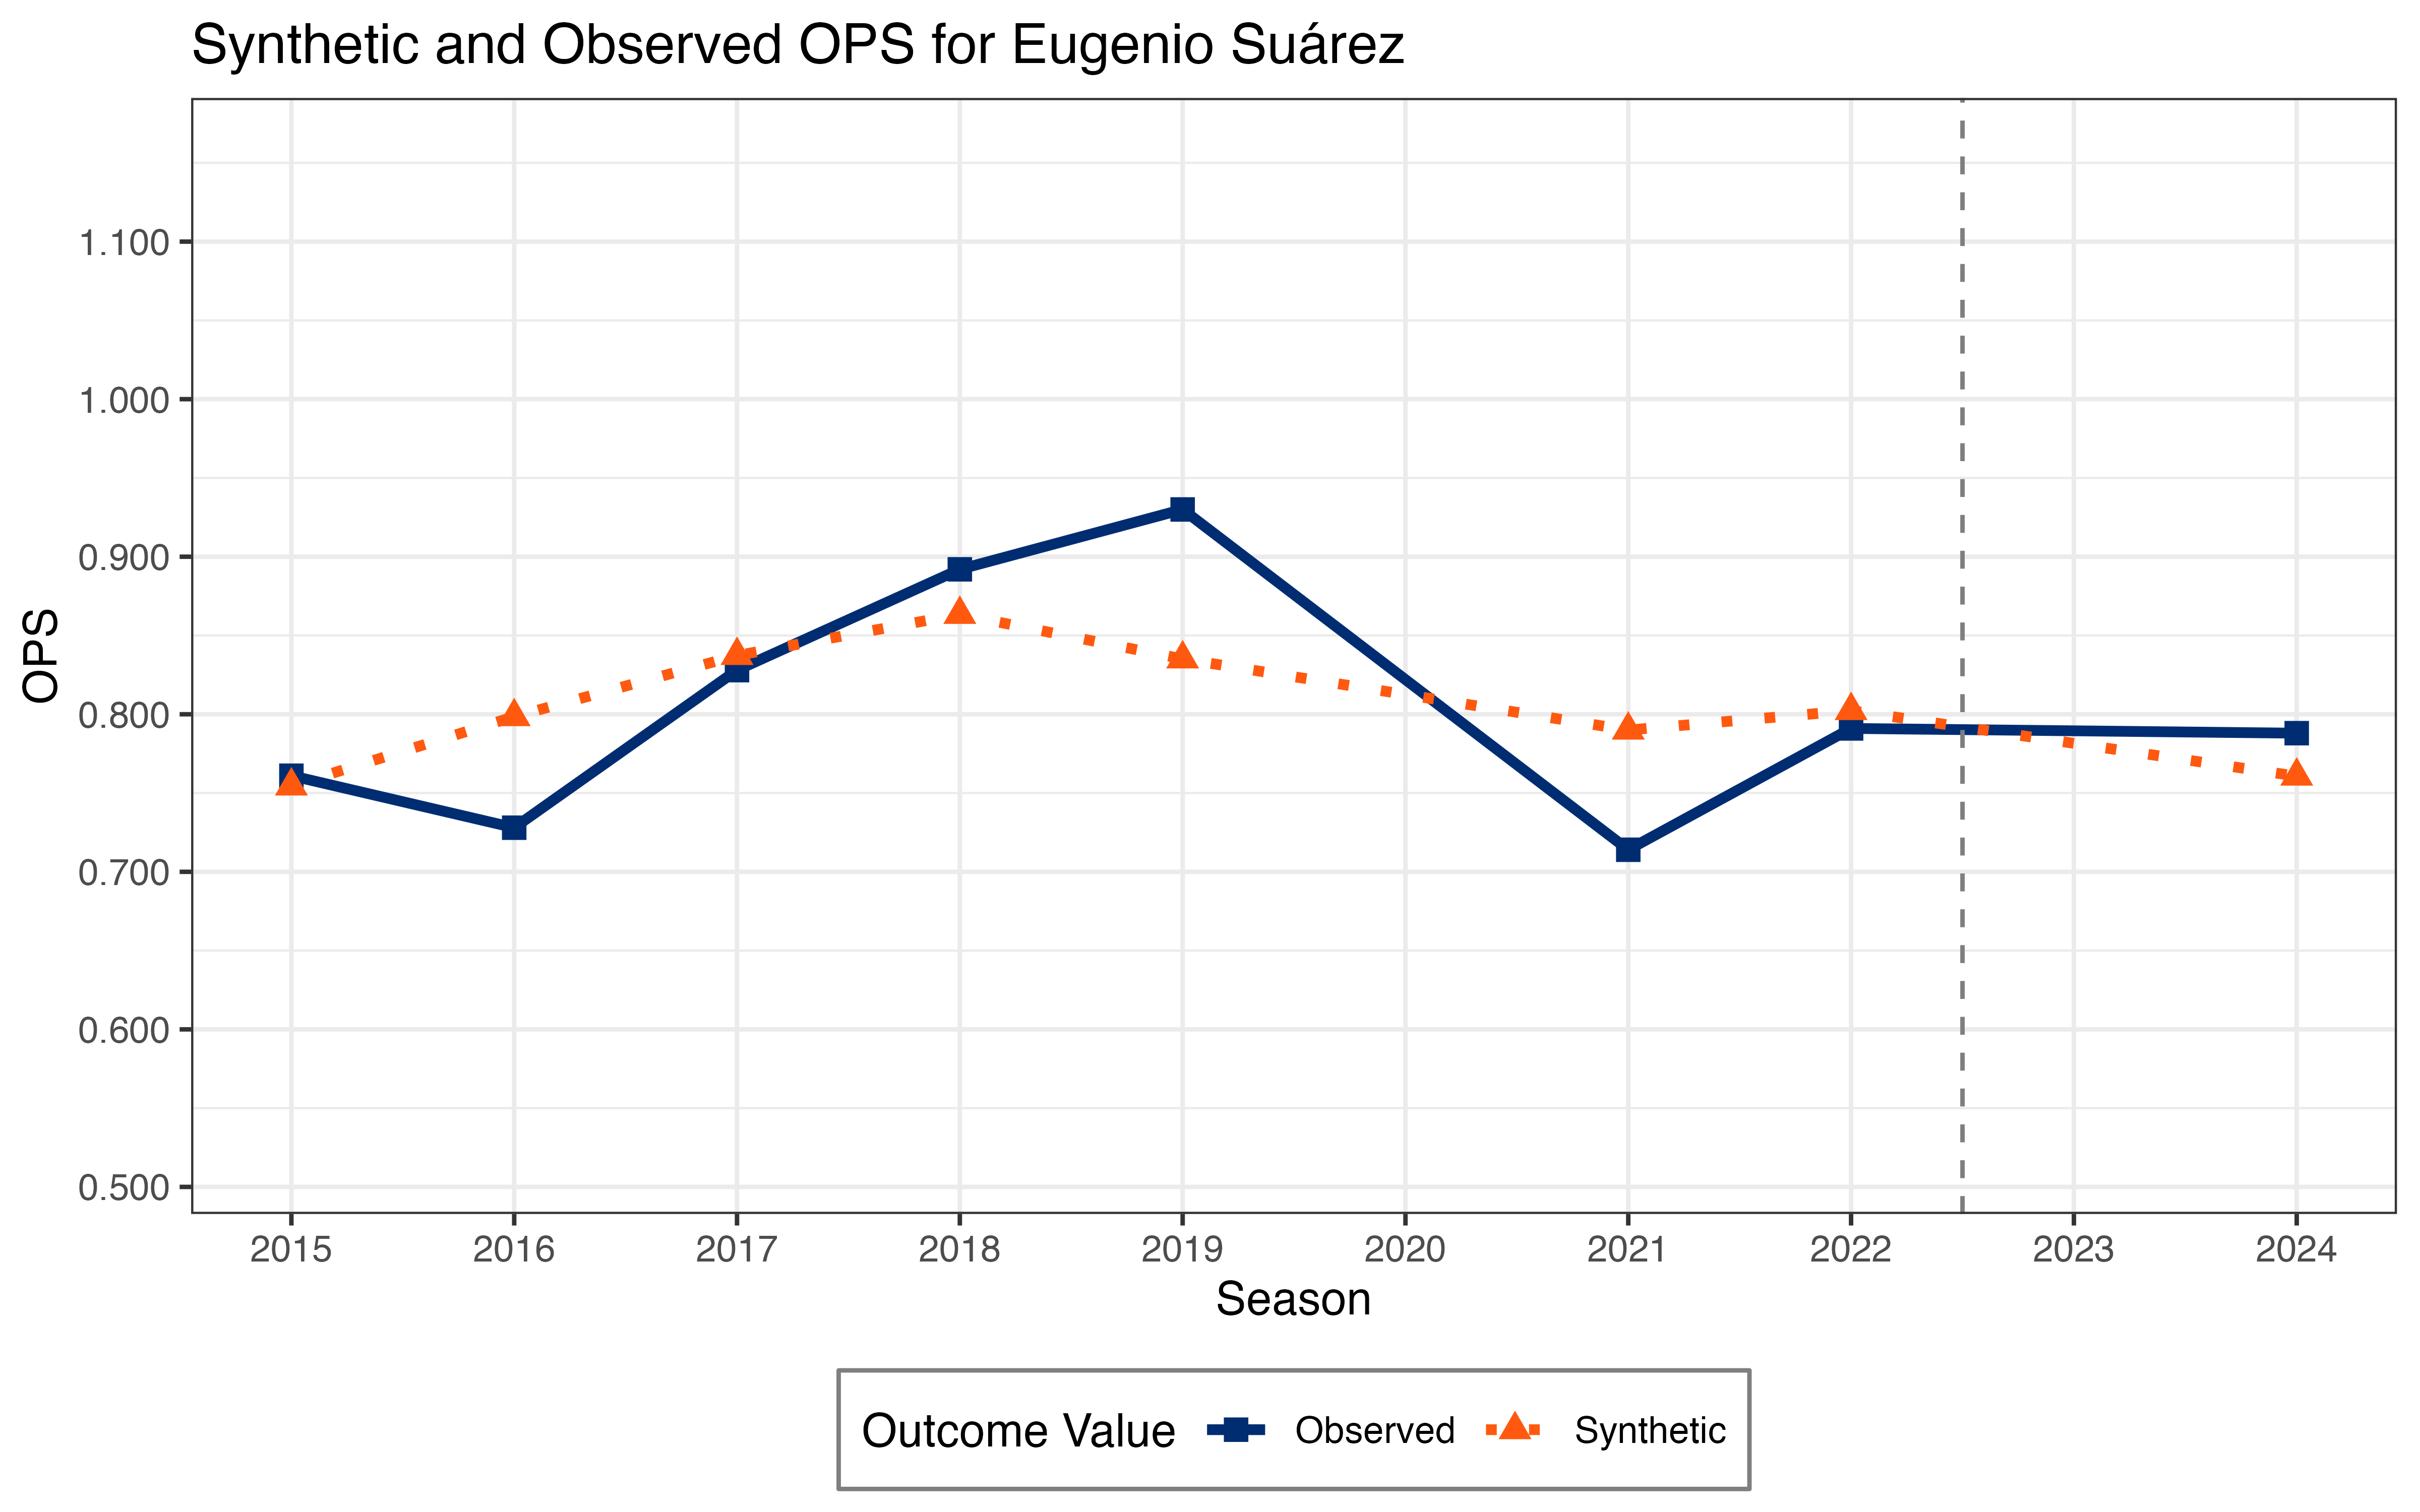 Synthetic and Observed OPS for Eugenio Suárez
1.100
1.000
0.900
0.800
0.700
0.600
0.500
OPS
2015 2016 2017 2018 2019 2020 2021 2022 2023 2024
Season
Outcome Value Observed Synthetic